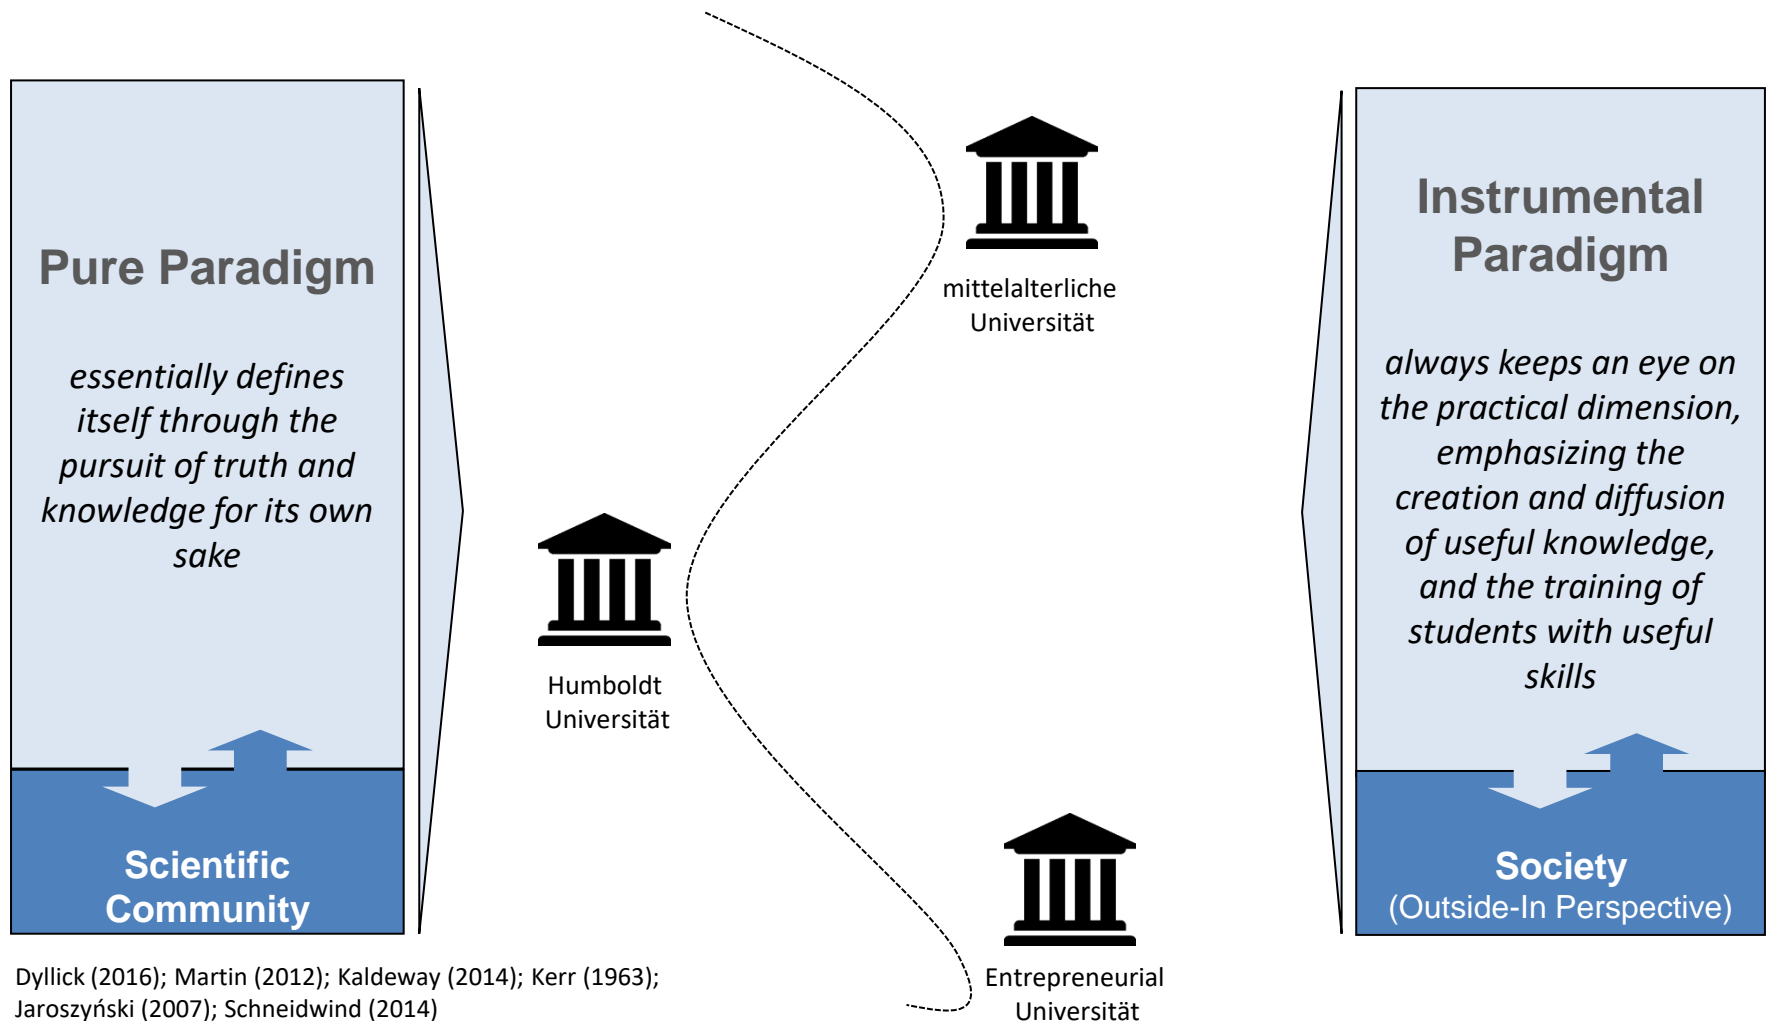 Pure Paradigm
essentially defines
itself through the
pursuit of truth and
knowledge for its own
sake
Scientific
Community
mittelalterliche
Universität
Humboldt
Universität
Entrepreneurial
Universität
Instrumental
Paradigm
always keeps an eye on
the practical dimension,
emphasizing the
creation and diffusion
of useful knowledge,
and the training of
students with useful
skills
Society
(Outside-In Perspective)
Dyllick (2016); Martin (2012); Kaldeway (2014); Kerr (1963);
Jaroszyński (2007); Schneidwind (2014)